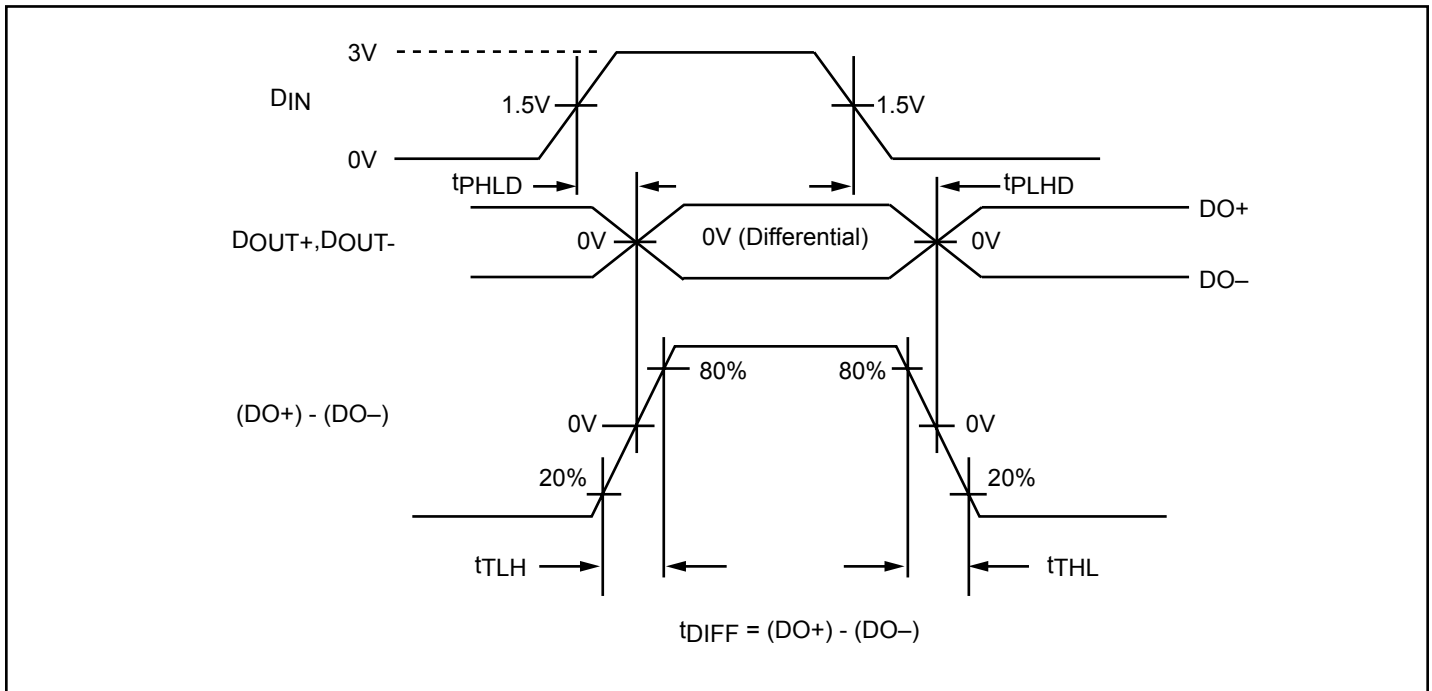 3V
DIN
1.5V
1.5V
0V
tPHLD
tPLHD
DO+
DOUT+,DOUT-
0V
0V (Differential)
0V
DO–
80%
80%
(DO+) - (DO–)
0V
0V
20%
20%
tTLH
tTHL
tDIFF = (DO+) - (DO–)